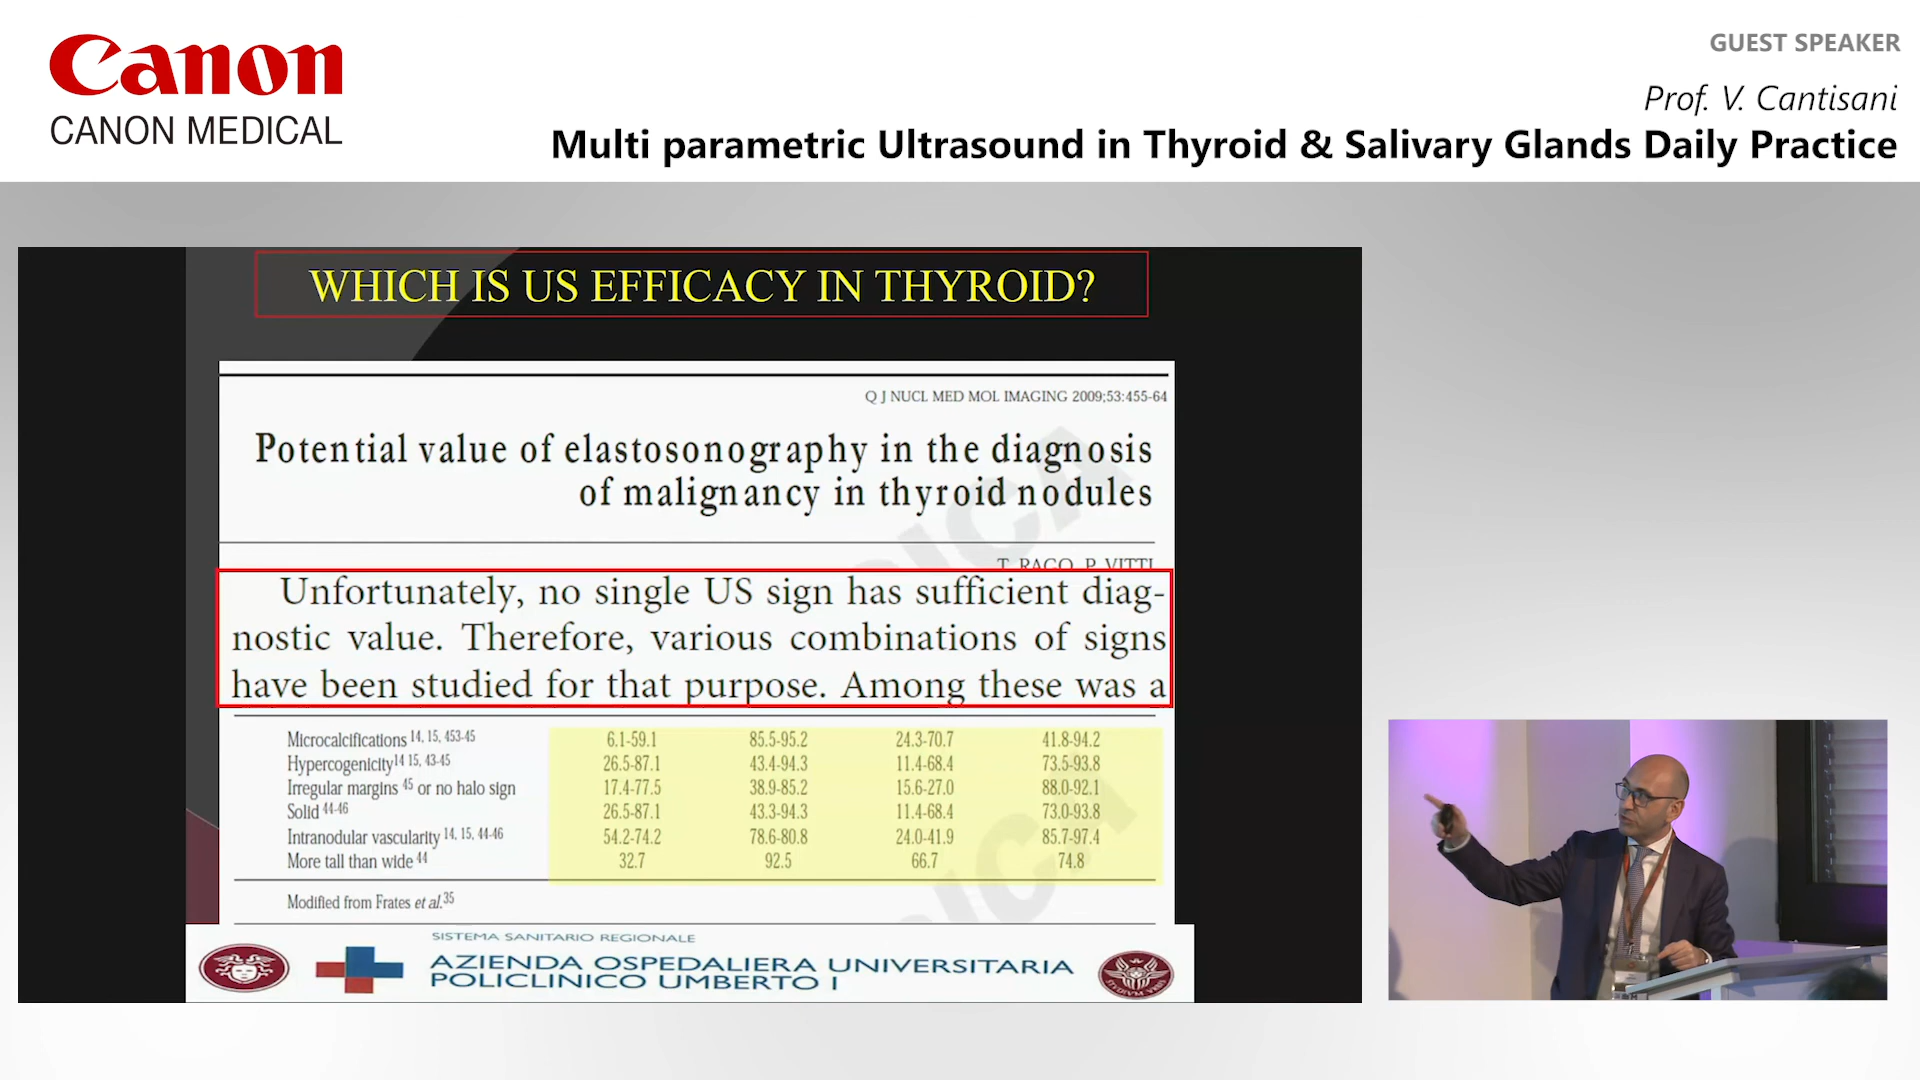 Canon
CANON MEDICAL
GUEST SPEAKER
Prof. V. Cantisani
Multi parametric Ultrasound in Thyroid & Salivary Glands Daily Practice
WHICH IS US EFFICACY IN THYROID?
Q J NUCL MED MOL IMAGING 2009;53:455-64
Potential value of elastosonography in the diagnosis
of malignancy in thyroid nodules
T. RAGO, P. VITTI
Unfortunately, no single US sign has sufficient diag-
nostic value. Therefore, various combinations of signs
have been studied for that purpose. Among these was a
Microcalcifications 14, 15, 453-45 6.1-59.1 85.5-95.2 24.3-70.7 41.8-94.2
Hypercogenicity14 15, 43-45 26.5-87.1 43.4-94.3 11.4-68.4 73.5-93.8
Irregular margins 45 or no halo sign 17.4-77.5 38.9-85.2 15.6-27.0 88.0-92.1
Solid 44-46 26.5-87.1 43.3-94.3 11.4-68.4 73.0-93.8
Intranodular vascularity 14, 15, 44-46 54.2-74.2 78.6-80.8 24.0-41.9 85.7-97.4
More tall than wide 44 32.7 92.5 66.7 74.8
Modified from Frates et al.35
SISTEMA SANITARIO REGIONALE
AZIENDA OSPEDALIERA UNIVERSITARIA
POLICLINICO UMBERTO I